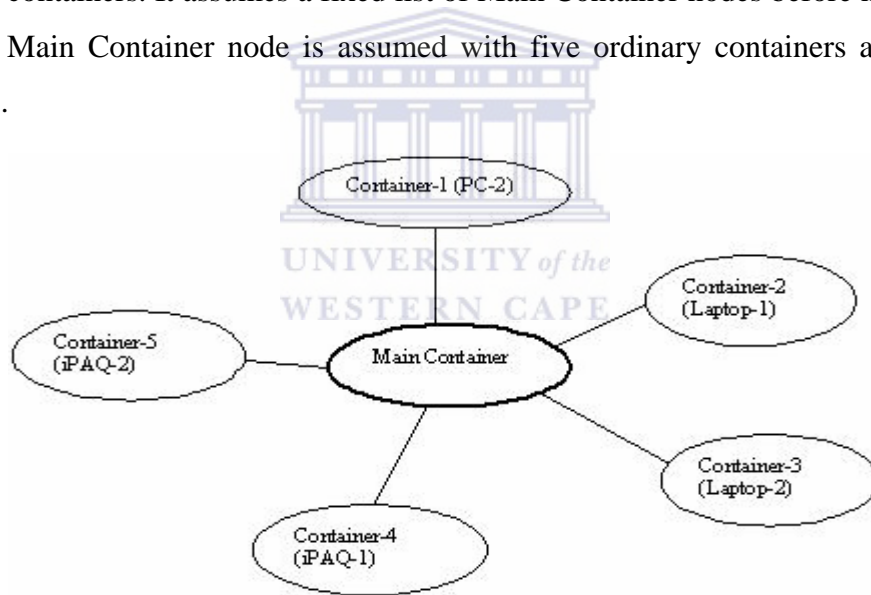 containers. It assumes a fixed list of Main Container nodes before
Main Container node is assumed with five ordinary containers
.
Container-1 (PC-2)
UNIVERSITY of the
WESTERN CAPE
Container-2
(Laptop-1)
Container-5
(iPAQ-2)
Main Container
Container-3
(Laptop-2)
Container-4
(iPAQ-1)